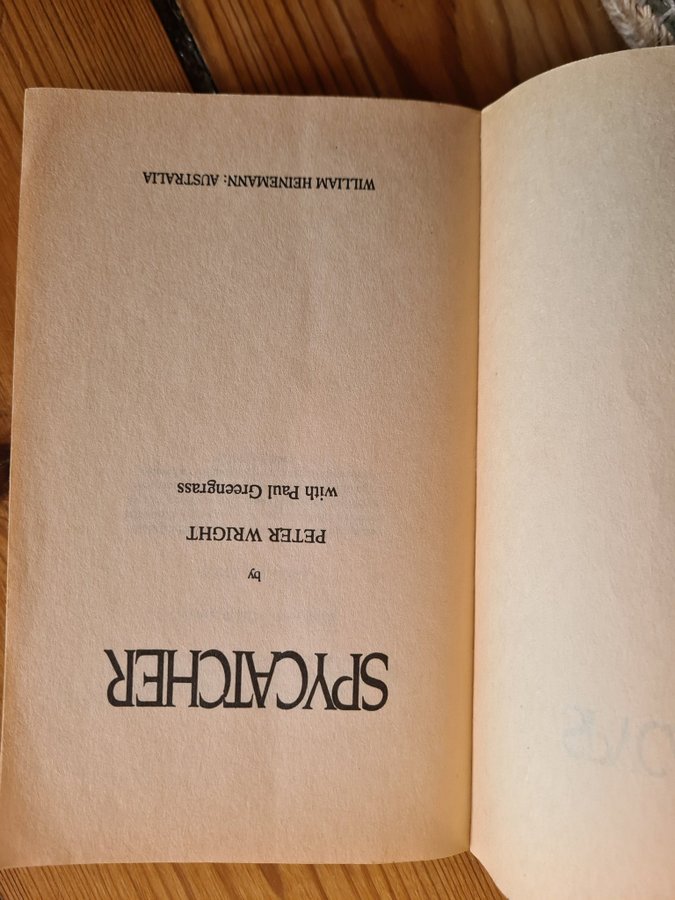 SPYCATCHER
by
PETER WRIGHT
with Paul Greengrass
WILLIAM HEINEMANN: AUSTRALIA